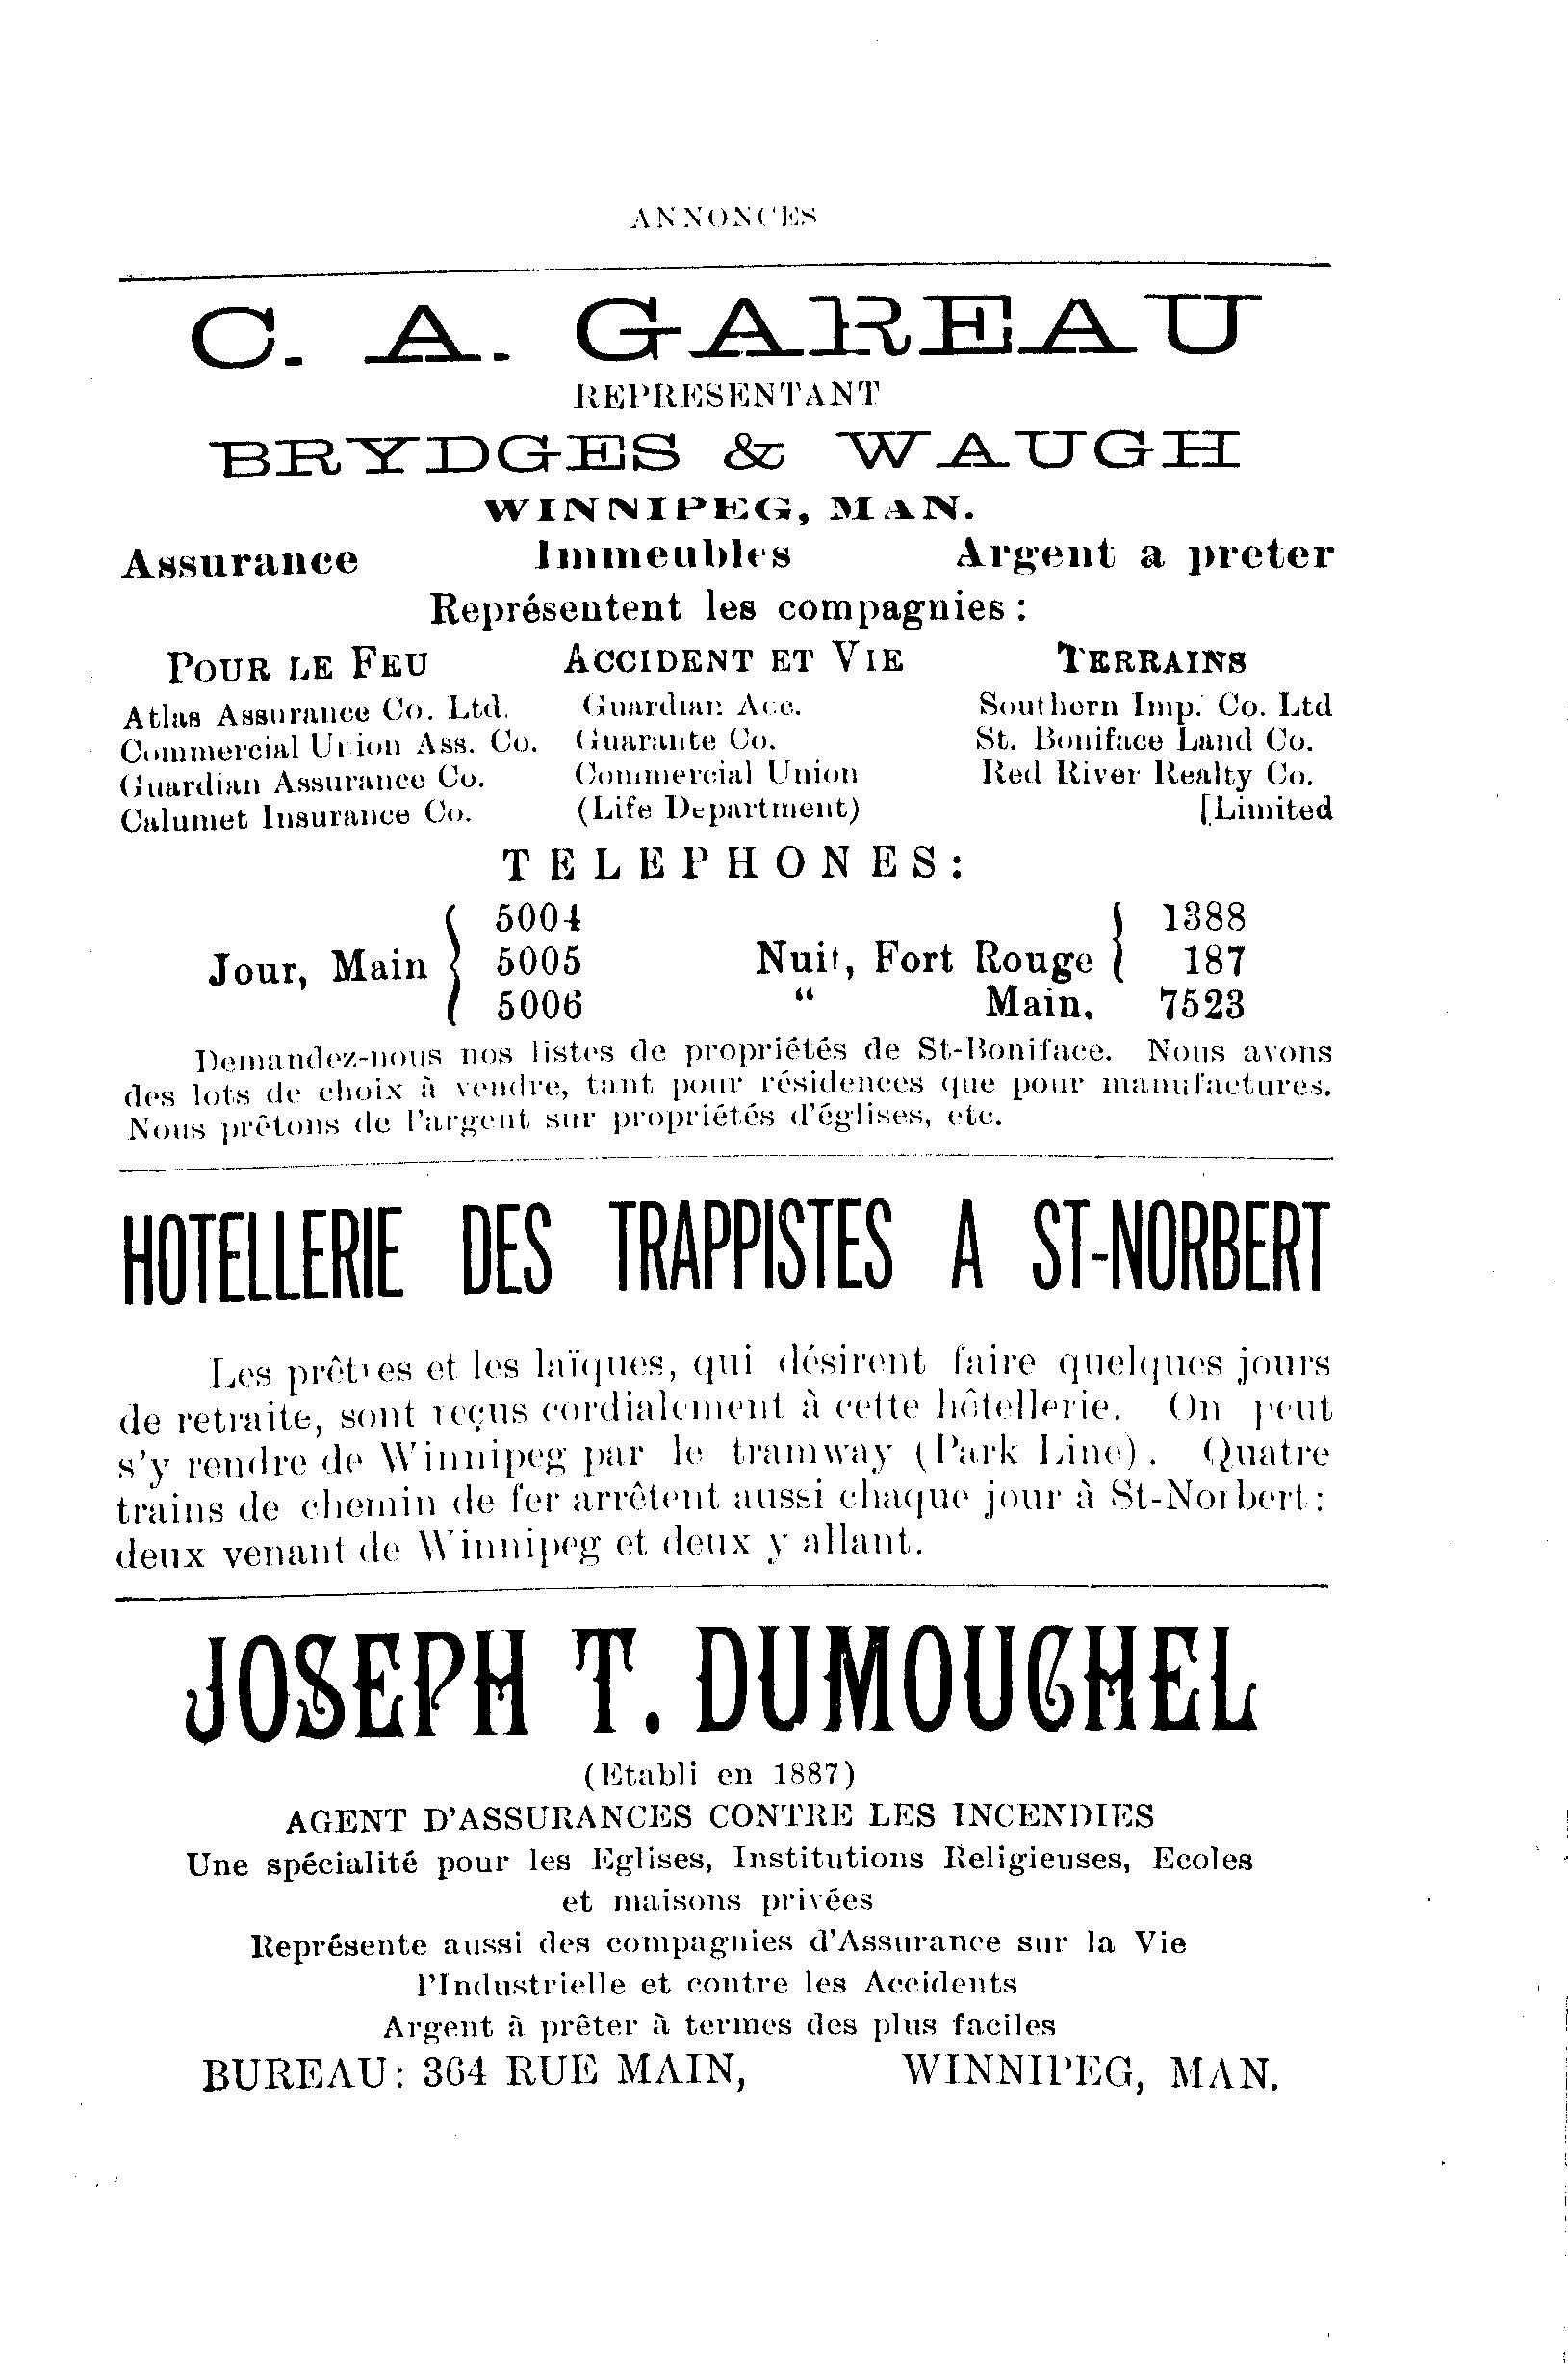 ANNONCES
C. A. GAREAU
REPRESENTANT
BRYDGES & WAUGH
WINNIPEG, MAN.
Assurance Immeubles Argent a preter
Représentent les compagnies :
POUR LE FEU ACCIDENT ET VIE TERRAINS
Atlas Assurance Co. Ltd. Guardian Acc. Southern Imp. Co. Ltd
Commercial Union Ass. Co. Guarante Co. St. Boniface Land Co.
Guardian Assurance Co. Commercial Union Red River Realty Co.
Calumet Insurance Co. (Life Department) [Limited
TELEPHONES:
5004 1388
Jour, Main { 5005 Nuit, Fort Rouge { 187
5006 “ Main, 7523
Demandez-nous nos listes de propriétés de St-Boniface. Nous avons
des lots de choix à vendre, tant pour résidences que pour manufactures.
Nous prêtons de l'argent sur propriétés d'églises, etc.
HOTELLERIE DES TRAPPISTES A ST-NORBERT
Les prêtres et les laïques, qui désirent faire quelques jours
de retraite, sont reçus cordialement à cette hôtellerie. On peut
s'y rendre de Winnipeg par le tramway (Park Line). Quatre
trains de chemin de fer arrêtent aussi chaque jour à St-Norbert :
deux venant de Winnipeg et deux y allant.
JOSEPH T. DUMOUCHEL
(Etabli en 1887)
AGENT D'ASSURANCES CONTRE LES INCENDIES
Une spécialité pour les Eglises, Institutions Religieuses, Ecoles
et maisons privées
Représente aussi des compagnies d'Assurance sur la Vie
l'Industrielle et contre les Accidents
Argent à prêter à termes des plus faciles
BUREAU: 364 RUE MAIN, WINNIPEG, MAN.